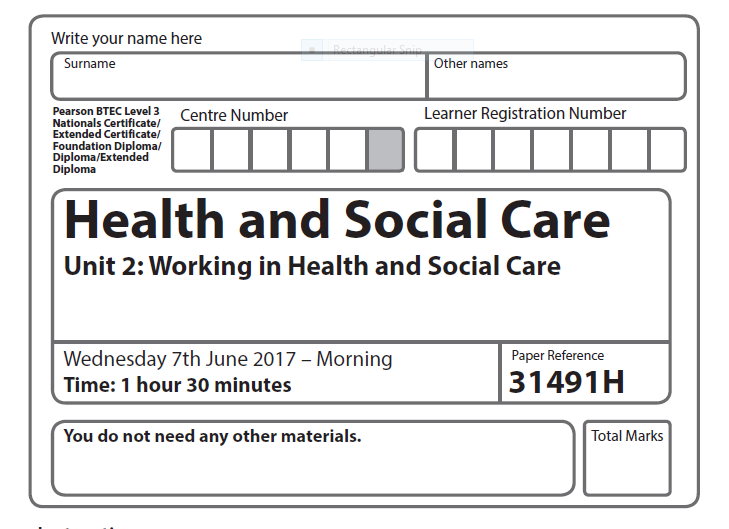 Write your name here
Rectangular Snip
Surname
Other names
Pearson BTEC Level 3
Nationals Certificate/
Extended Certificate/
Foundation Diploma/
Diploma/Extended
Diploma
Centre Number
Learner Registration Number
Health and Social Care
Unit 2: Working in Health and Social Care
Wednesday 7th June 2017 – Morning
Time: 1 hour 30 minutes
Paper Reference
31491H
You do not need any other materials.
Total Marks